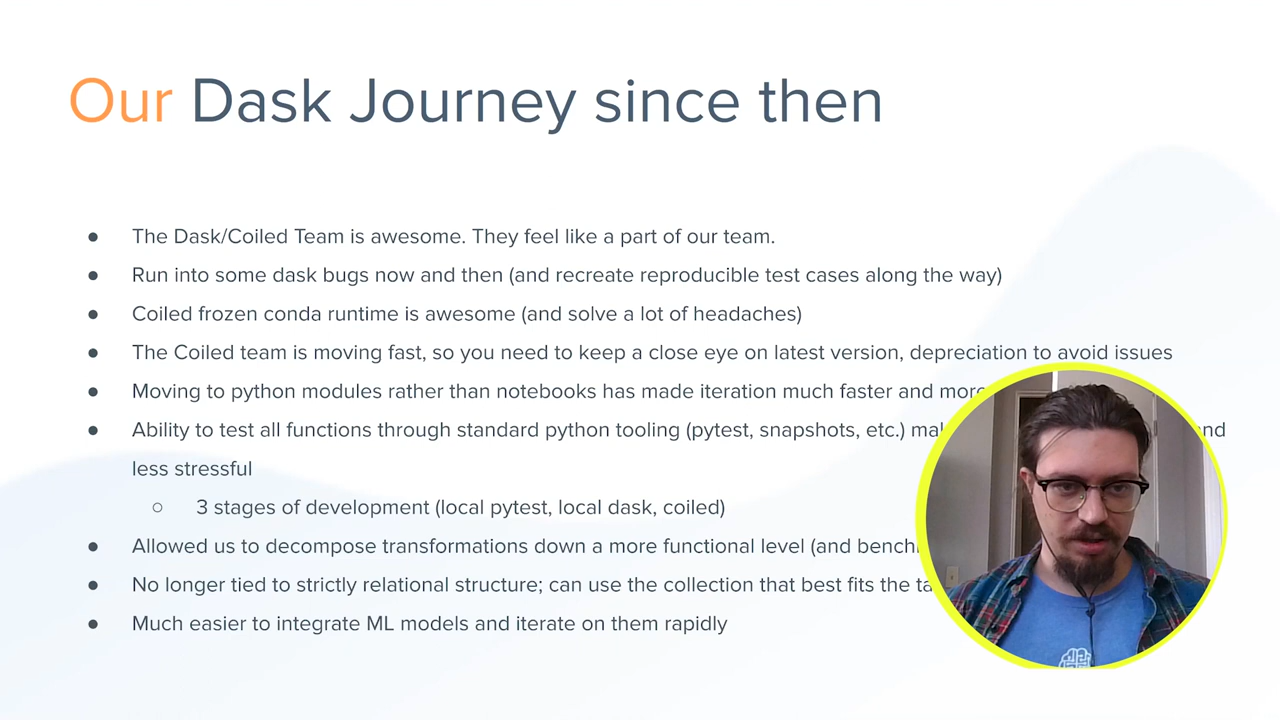 Our Dask Journey since then
● The Dask/Coiled Team is awesome. They feel like a part of our team.
● Run into some dask bugs now and then (and recreate reproducible test cases along the way)
● Coiled frozen conda runtime is awesome (and solve a lot of headaches)
● The Coiled team is moving fast, so you need to keep a close eye on latest version, depreciation to avoid issues
● Moving to python modules rather than notebooks has made iteration much faster and more
● Ability to test all functions through standard python tooling (pytest, snapshots, etc.)
less stressful
○ 3 stages of development (local pytest, local dask, coiled)
● Allowed us to decompose transformations down a more functional level (and
● No longer tied to strictly relational structure; can use the collection that best fits the
● Much easier to integrate ML models and iterate on them rapidly